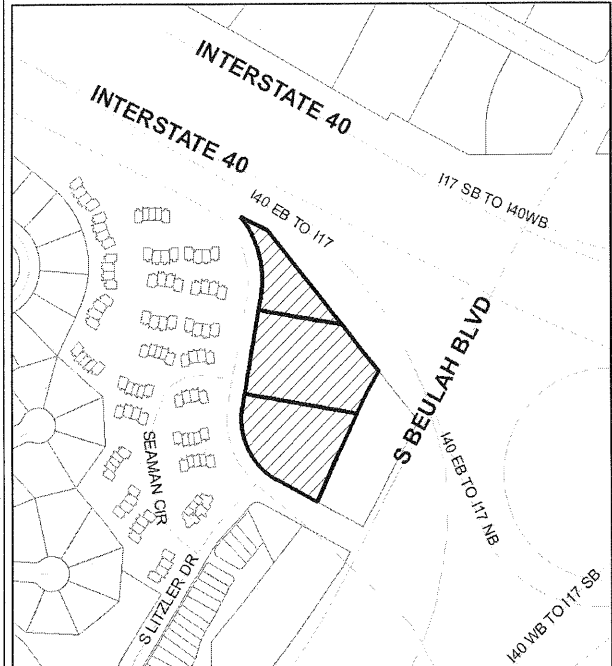 INTERSTATE 40
INTERSTATE 40
I17 SB TO I40WB
I40 EB TO I17
S BEULAH BLVD
I40 EB TO I17 NB
SEAMAN CIR
S LITZLER DR
I40 WB TO I17 SB